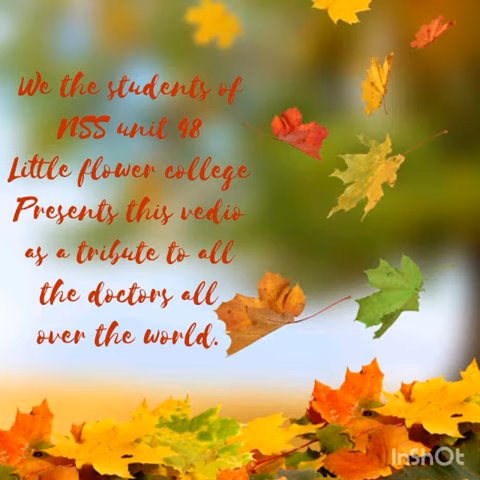 We the students of
NSS unit 48
Little flower college
Presents this vedio
as a tribute to all
the doctors all
over the world.
InShOt